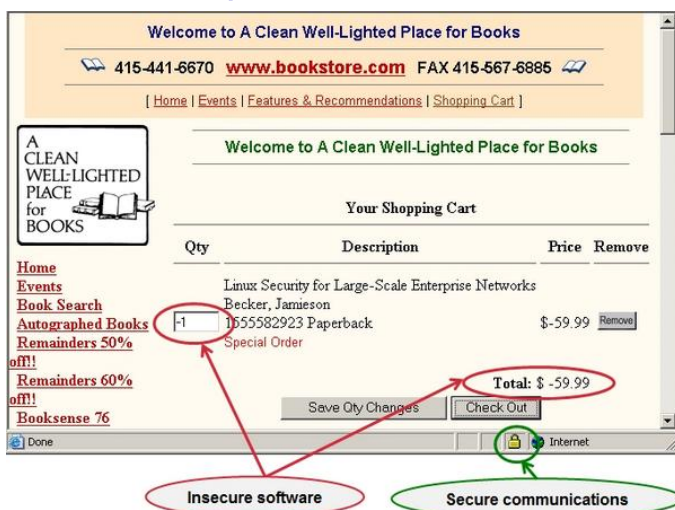 Welcome to A Clean Well-Lighted Place for Books
415-441-6670 www.bookstore.com FAX 415-567-6885
[ Home | Events | Features & Recommendations | Shopping Cart ]
A
CLEAN
WELL-LIGHTED
PLACE
for
BOOKS
Welcome to A Clean Well-Lighted Place for Books
Your Shopping Cart
Qty Description Price Remove
Home
Events
Book Search
Autographed Books
Remainders 50%
off!!
Remainders 60%
off!!
Booksense 76
Linux Security for Large-Scale Enterprise Networks
Becker, Jamieson
-1 1555582923 Paperback $-59.99 Remove
Special Order
Total: $ -59.99
Save Qty Changes Check Out
Done Internet
Insecure software Secure communications